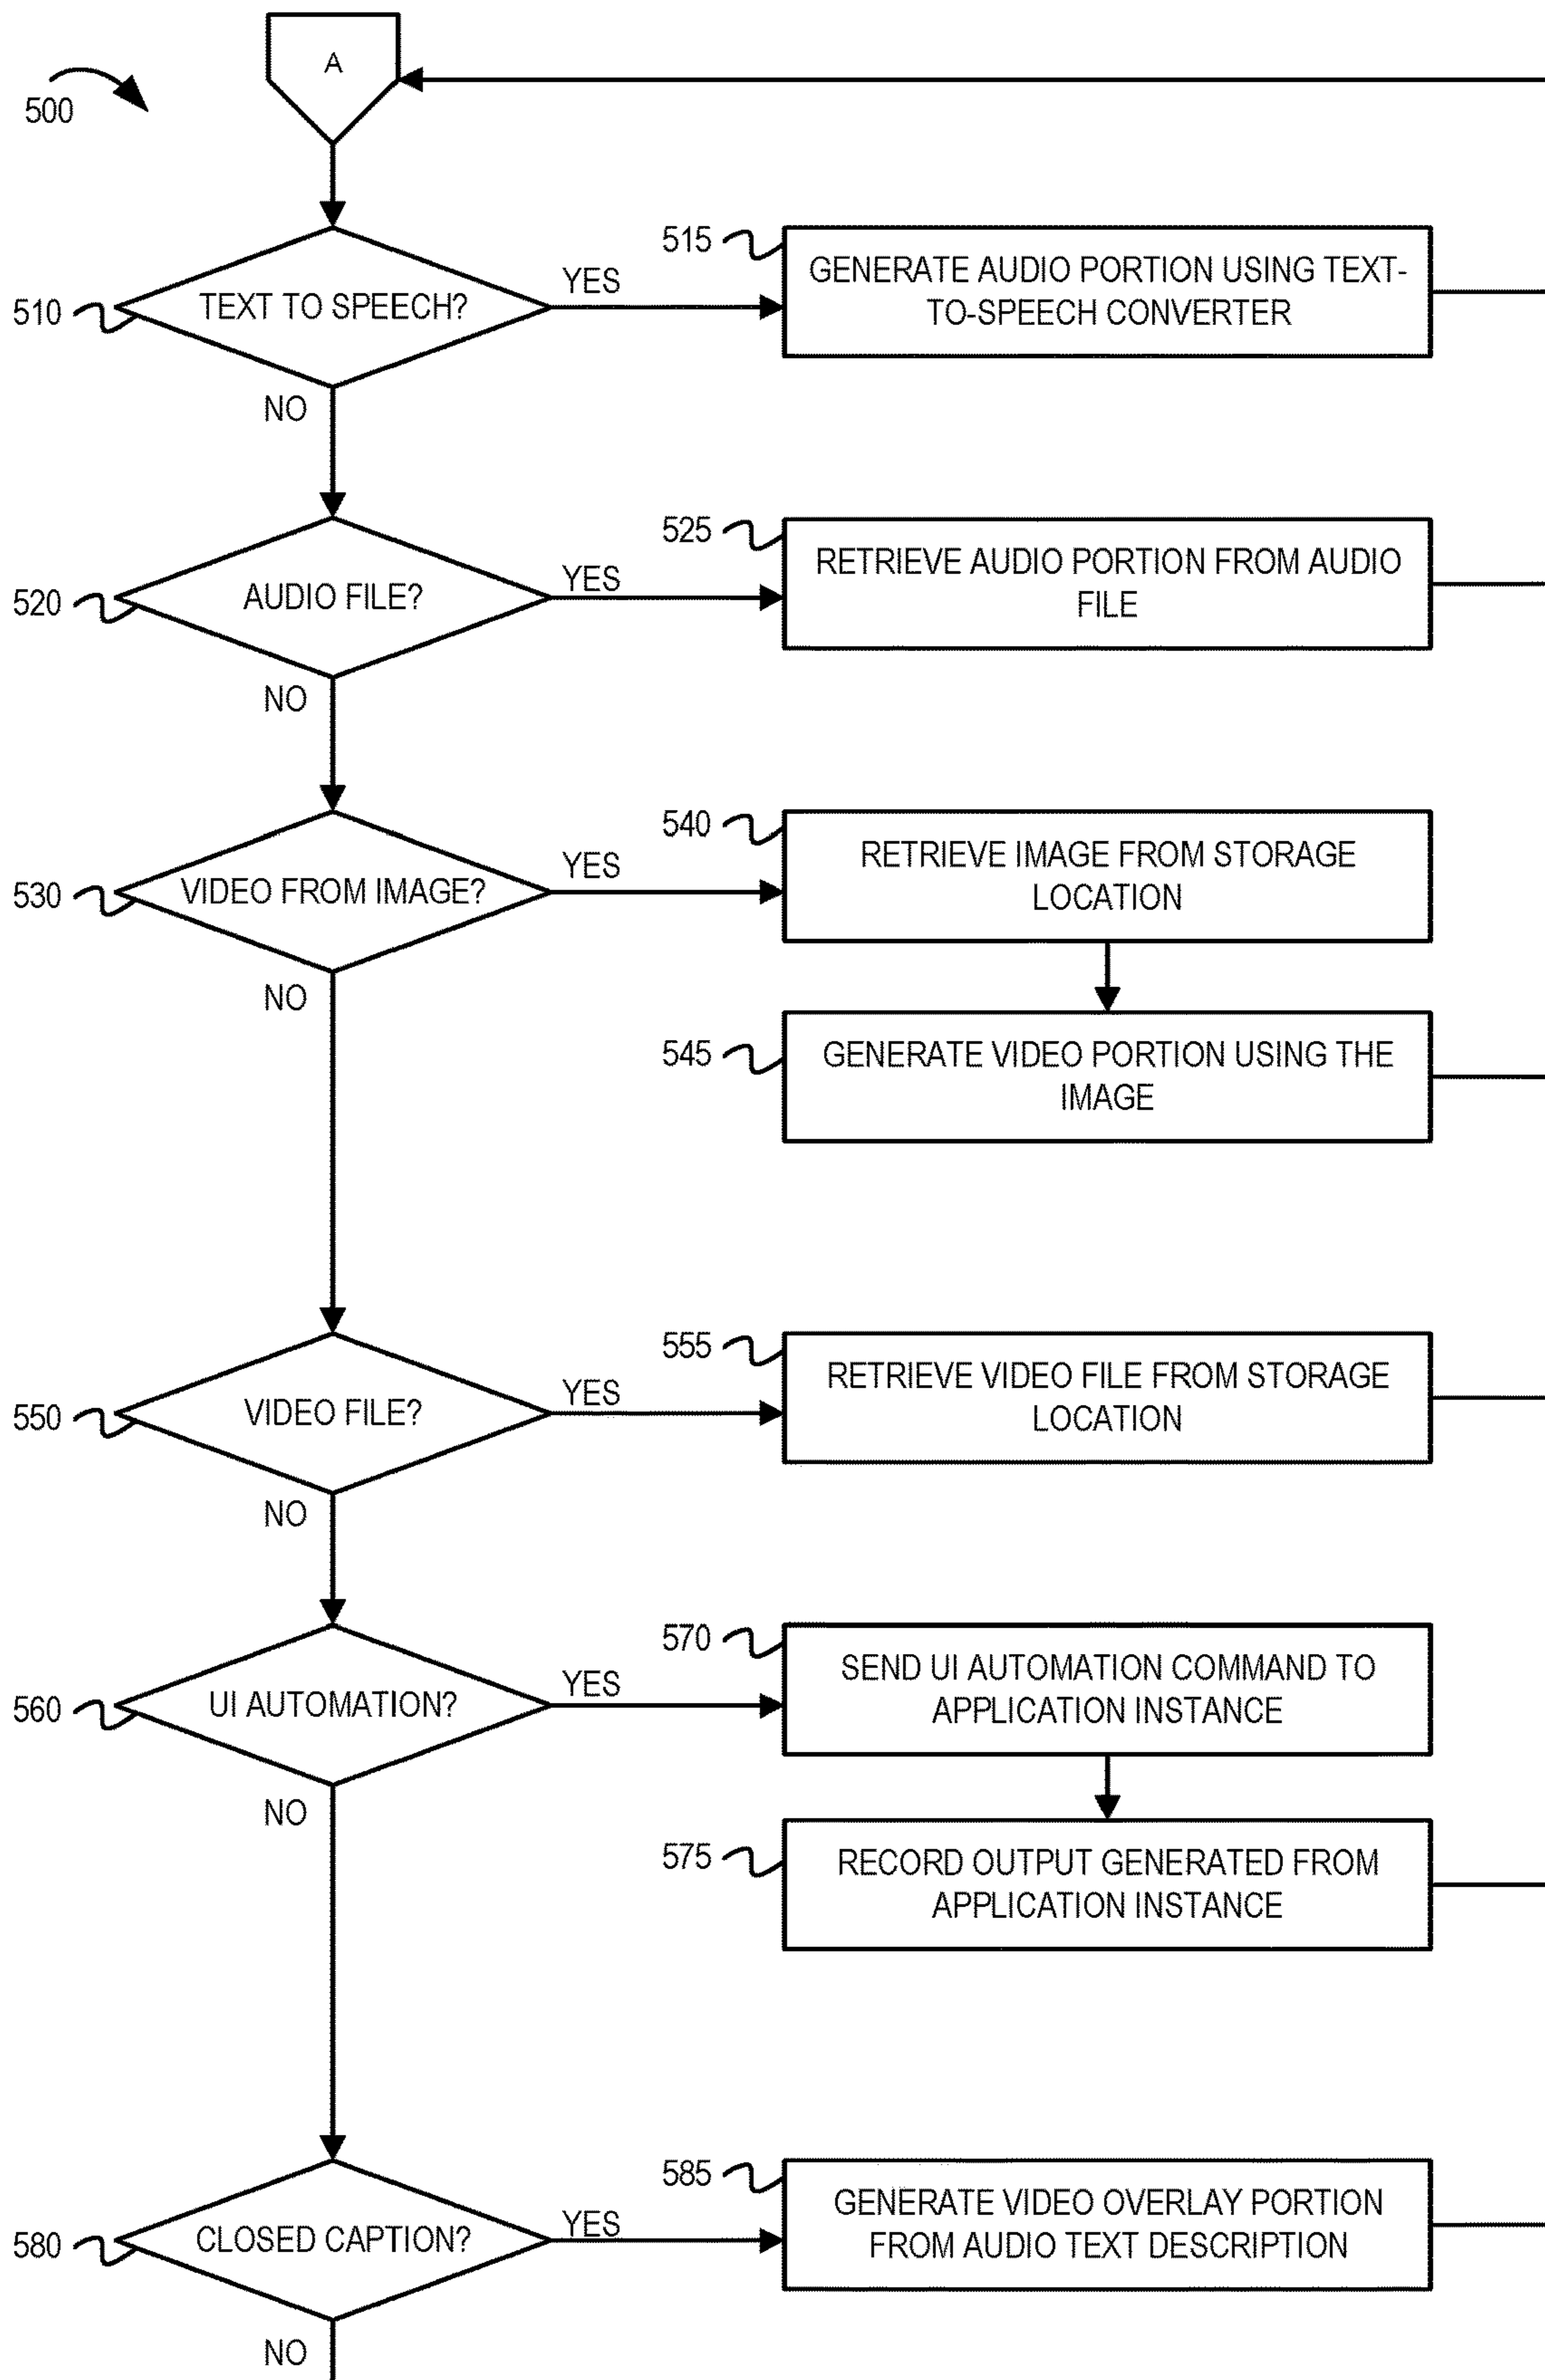 A
500
510
TEXT TO SPEECH?
YES
NO
515
GENERATE AUDIO PORTION USING TEXT-
TO-SPEECH CONVERTER
520
AUDIO FILE?
YES
NO
525
RETRIEVE AUDIO PORTION FROM AUDIO
FILE
530
VIDEO FROM IMAGE?
YES
NO
540
RETRIEVE IMAGE FROM STORAGE
LOCATION
545
GENERATE VIDEO PORTION USING THE
IMAGE
550
VIDEO FILE?
YES
NO
555
RETRIEVE VIDEO FILE FROM STORAGE
LOCATION
560
UI AUTOMATION?
YES
NO
570
SEND UI AUTOMATION COMMAND TO
APPLICATION INSTANCE
575
RECORD OUTPUT GENERATED FROM
APPLICATION INSTANCE
580
CLOSED CAPTION?
YES
NO
585
GENERATE VIDEO OVERLAY PORTION
FROM AUDIO TEXT DESCRIPTION